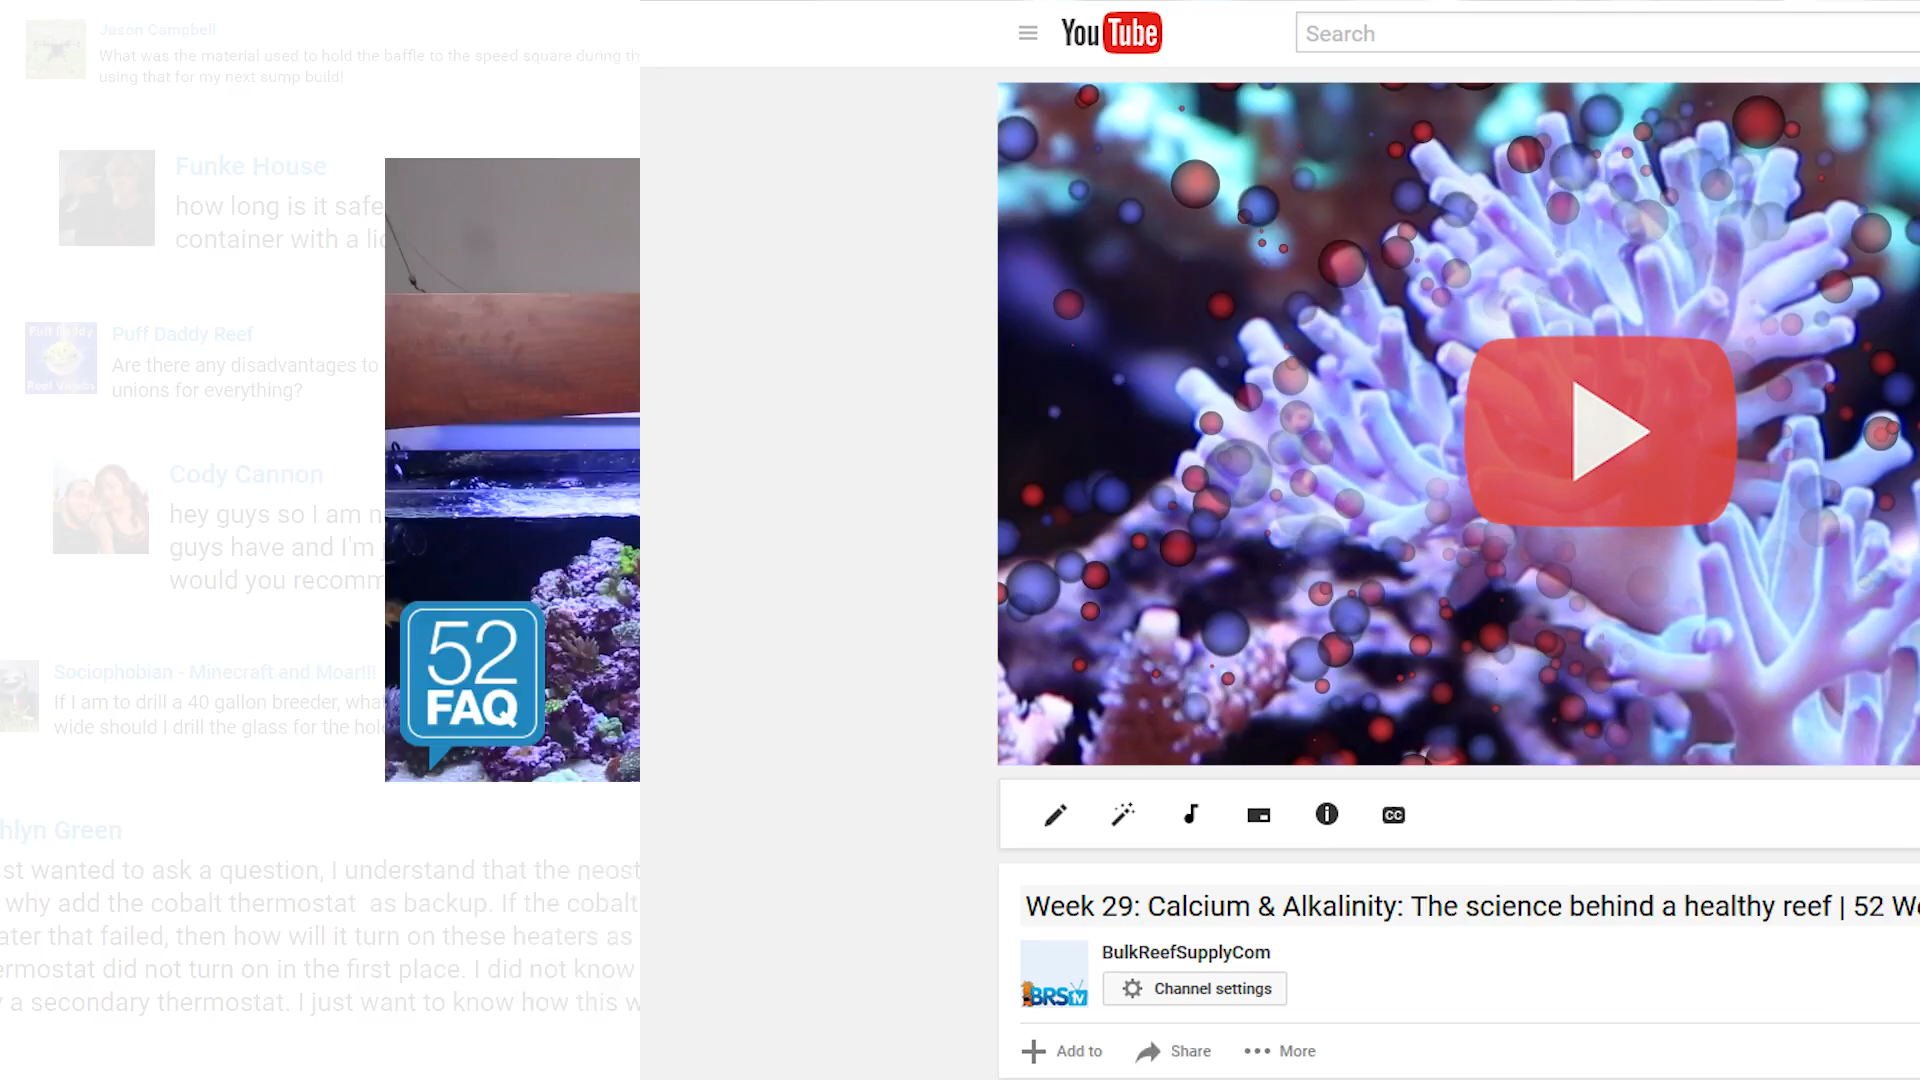 Jason Campbell
What was the material used to hold the baffle to the speed square during th
using that for my next sump build!
Funke House
how long is it safe
container with a lic
Puff Daddy Reef
Are there any disadvantages to
unions for everything?
Cody Cannon
hey guys so I am n
guys have and I'm j
would you recomm
Sociophobian - Minecraft and Moar!!!
If I am to drill a 40 gallon breeder, wha
wide should I drill the glass for the hol
hlyn Green
st wanted to ask a question, I understand that the neost
why add the cobalt thermostat as backup. If the cobalt
ater that failed, then how will it turn on these heaters as
ermostat did not turn on in the first place. I did not know
y a secondary thermostat. I just want to know how this w
52
FAQ
YouTube
Search
CC
Week 29: Calcium & Alkalinity: The science behind a healthy reef | 52 We
BulkReefSupplyCom
BRStv
Channel settings
Add to
Share
More